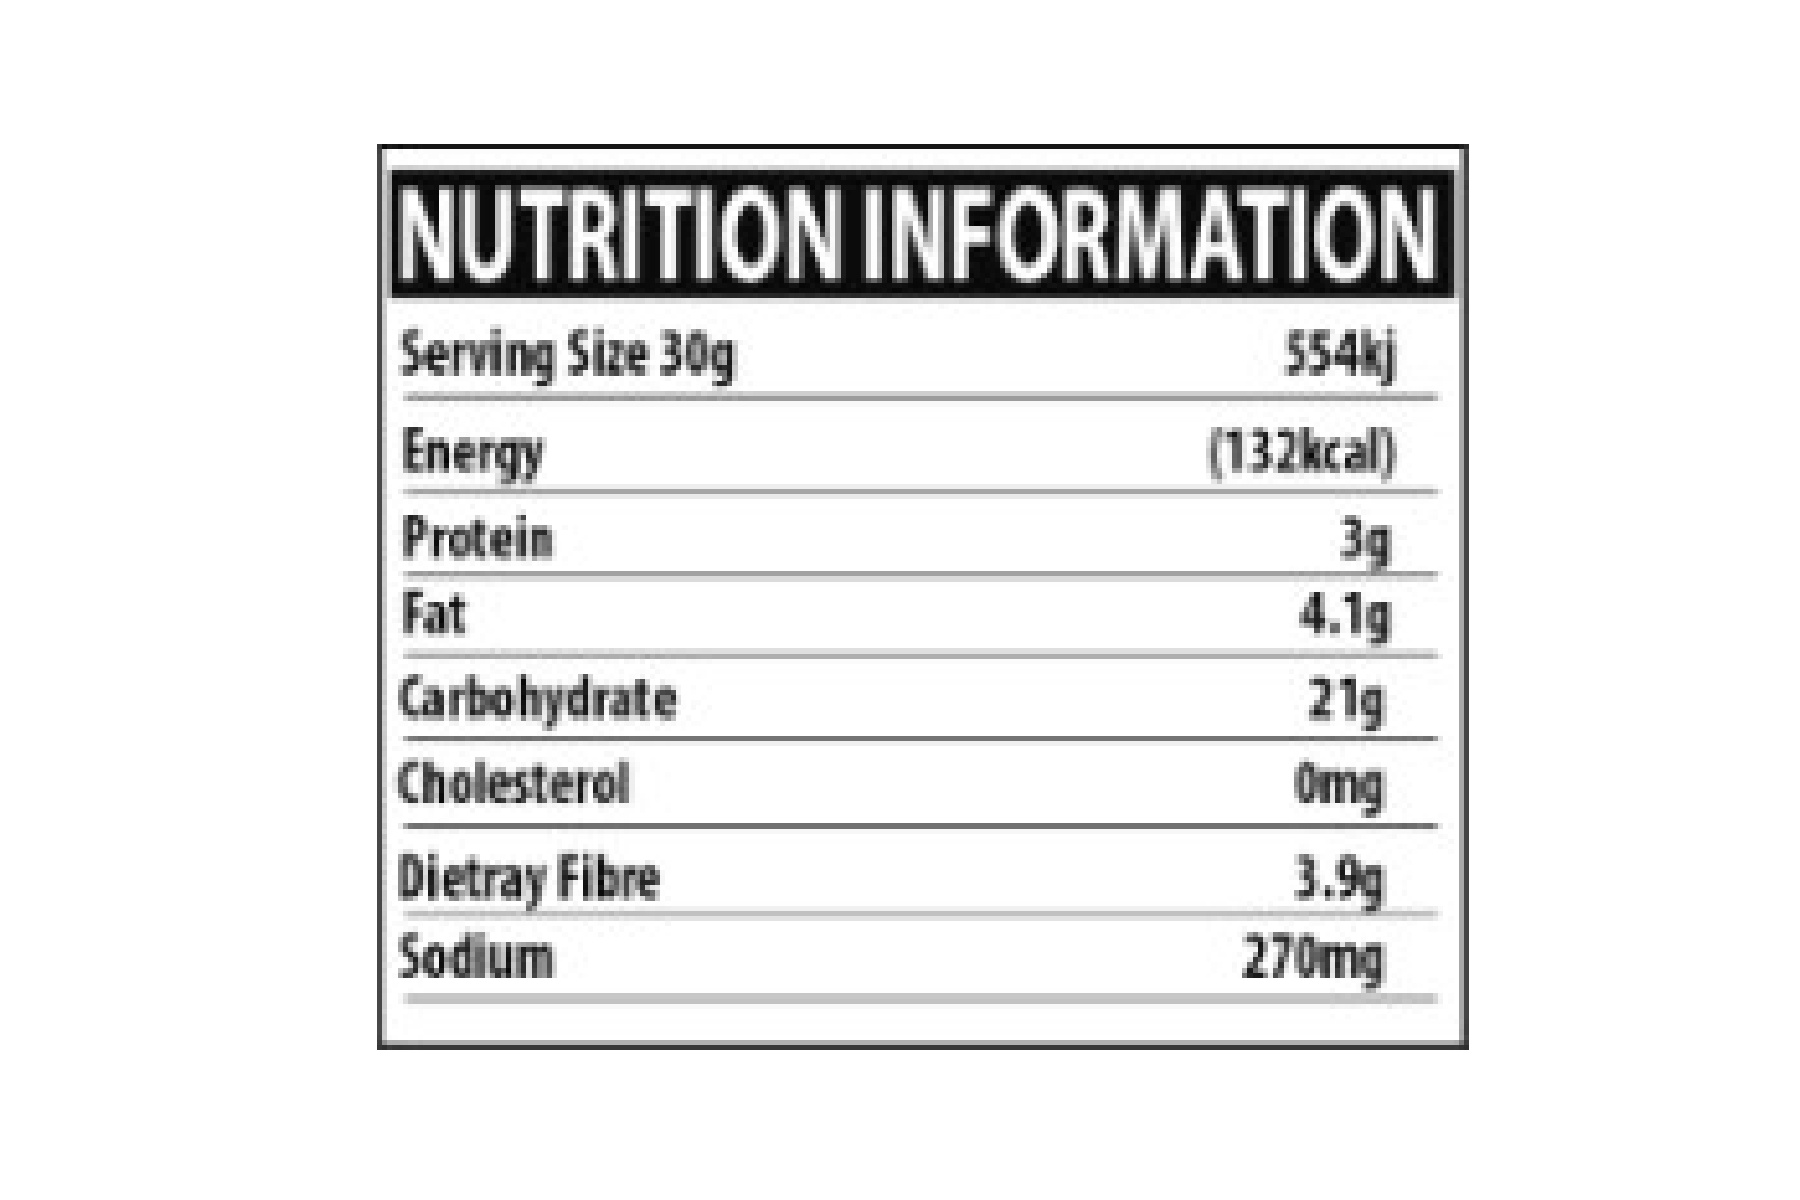 NUTRITION INFORMATION
Serving Size 30g 554kj
Energy (132kcal)
Protein 3g
Fat 4.1g
Carbohydrate 21g
Cholesterol 0mg
Dietray Fibre 3.9g
Sodium 270mg